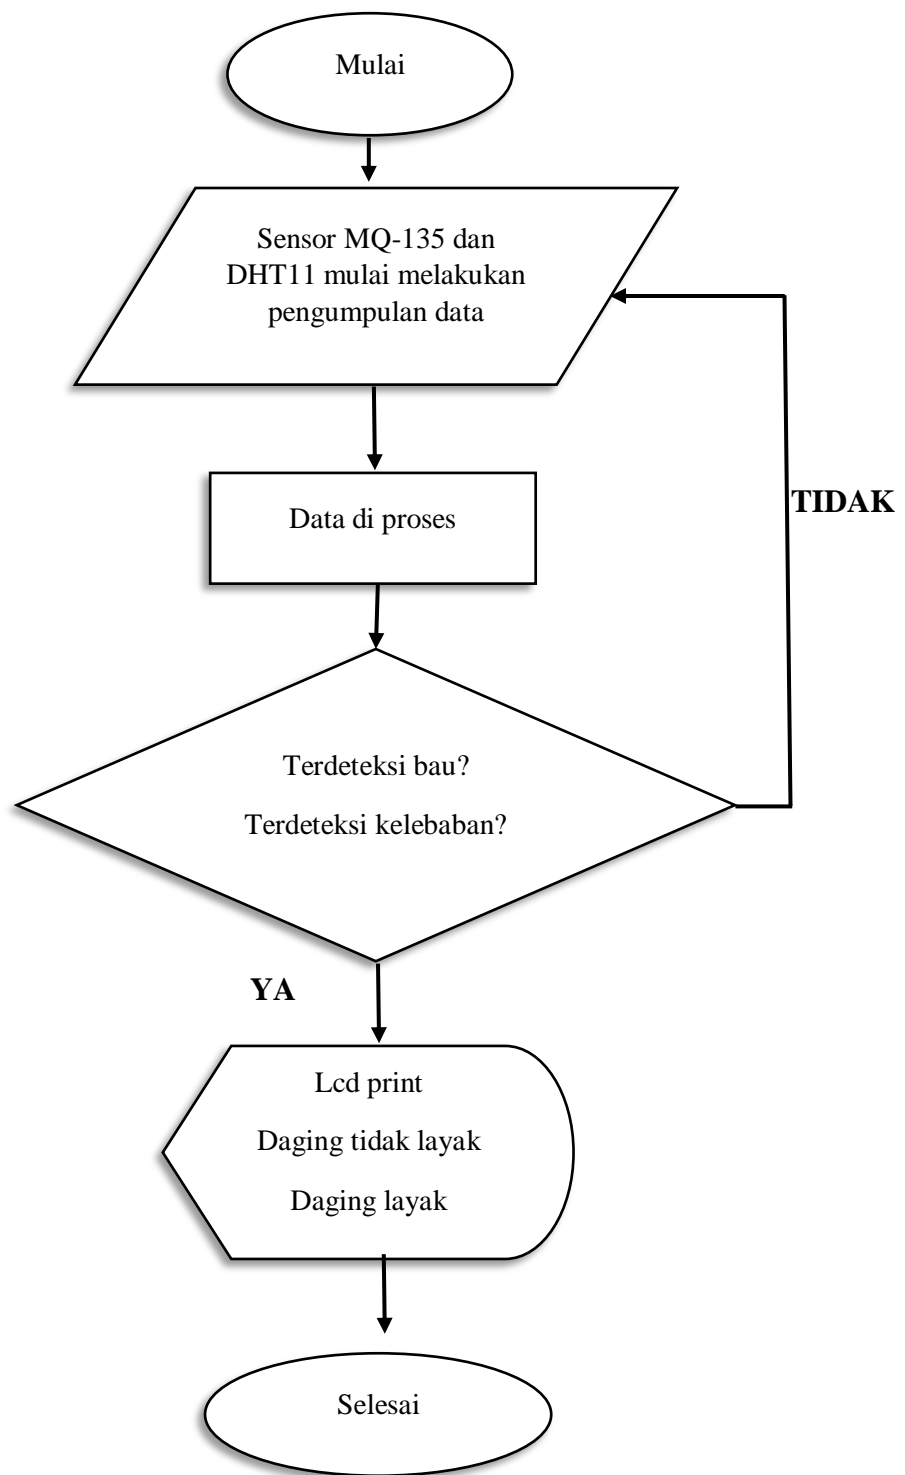 Mulai
Sensor MQ-135 dan
DHT11 mulai melakukan
pengumpulan data
TIDAK
Data di proses
Terdeteksi bau?
Terdeteksi kelebaban?
YA
Lcd print
Daging tidak layak
Daging layak
Selesai